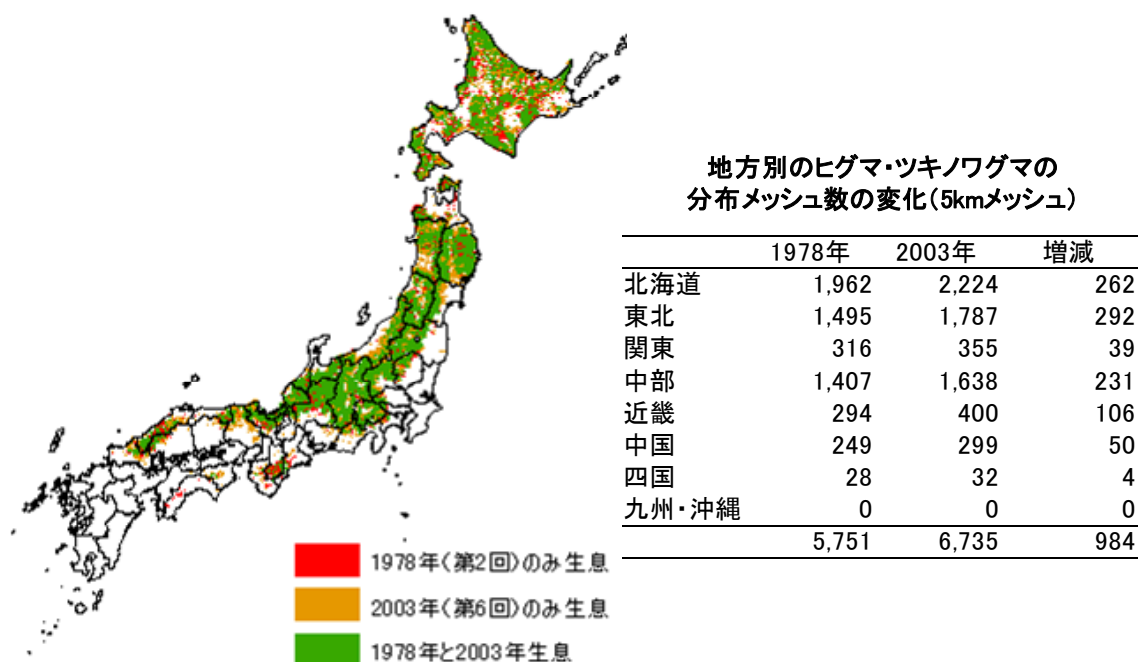 地方別のヒグマ・ツキノワグマの
分布メッシュ数の変化(5kmメッシュ)
1978年 2003年 増減
北海道 1,962 2,224 262
東北 1,495 1,787 292
関東 316 355 39
中部 1,407 1,638 231
近畿 294 400 106
中国 249 299 50
四国 28 32 4
九州・沖縄 0 0 0
5,751 6,735 984
1978年(第2回)のみ生息
2003年(第6回)のみ生息
1978年と2003年生息